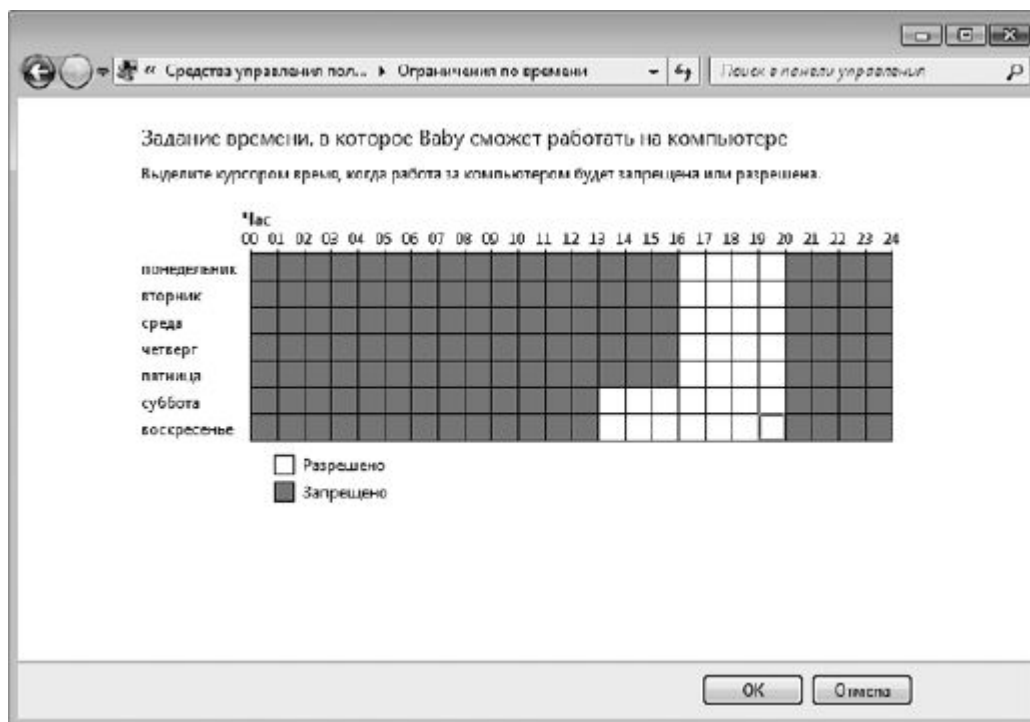 « Средства управления пол... Ограничения по времени Поиск в панели управления
Задание времени, в которое Baby сможет работать на компьютере
Выделите курсором время, когда работа за компьютером будет запрещена или разрешена.
Час
00 01 02 03 04 05 06 07 08 09 10 11 12 13 14 15 16 17 18 19 20 21 22 23 24
понедельник
вторник
среда
четверг
пятница
суббота
воскресенье
Разрешено
Запрещено
ОК Отмена